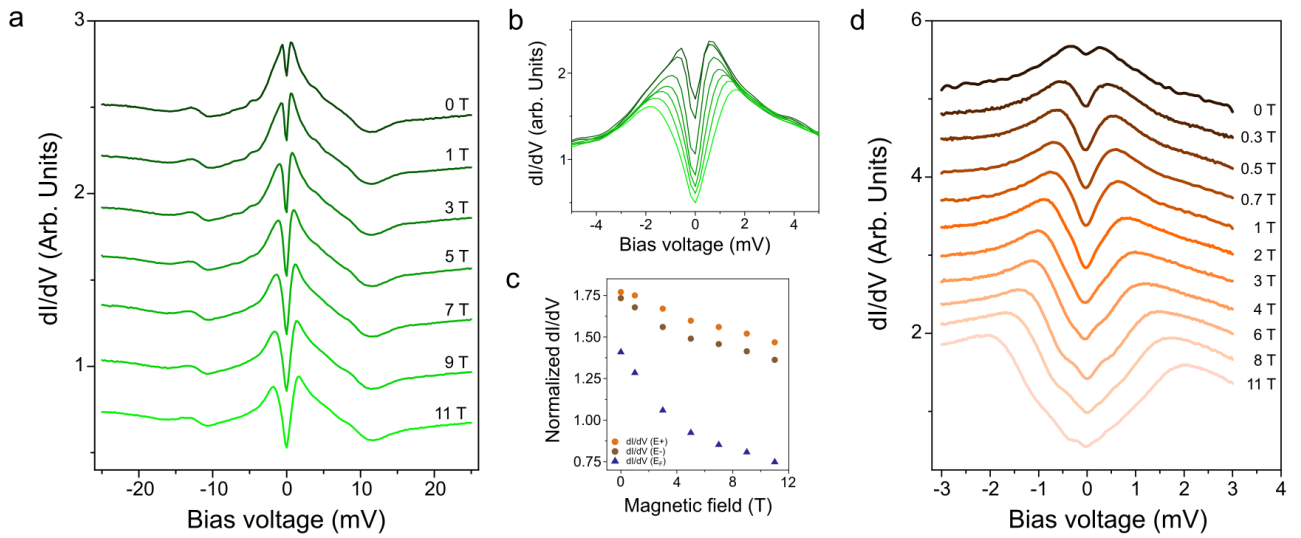 a
3
2
1
dI/dV (Arb. Units)
0 T
1 T
3 T
5 T
7 T
9 T
11 T
-20
-10
0
10
20
Bias voltage (mV)
b
2
1
dI/dV (arb. Units)
-4
-2
0
2
4
Bias voltage (mV)
c
1.75
1.50
1.25
1.00
0.75
Normalized dI/dV
dI/dV (E+)
dI/dV (E-)
dI/dV (EF)
0
3
6
9
12
Magnetic field (T)
d
6
4
2
dI/dV (Arb. Units)
0 T
0.3 T
0.5 T
0.7 T
1 T
2 T
3 T
4 T
6 T
8 T
11 T
-3
-2
-1
0
1
2
3
4
Bias voltage (mV)